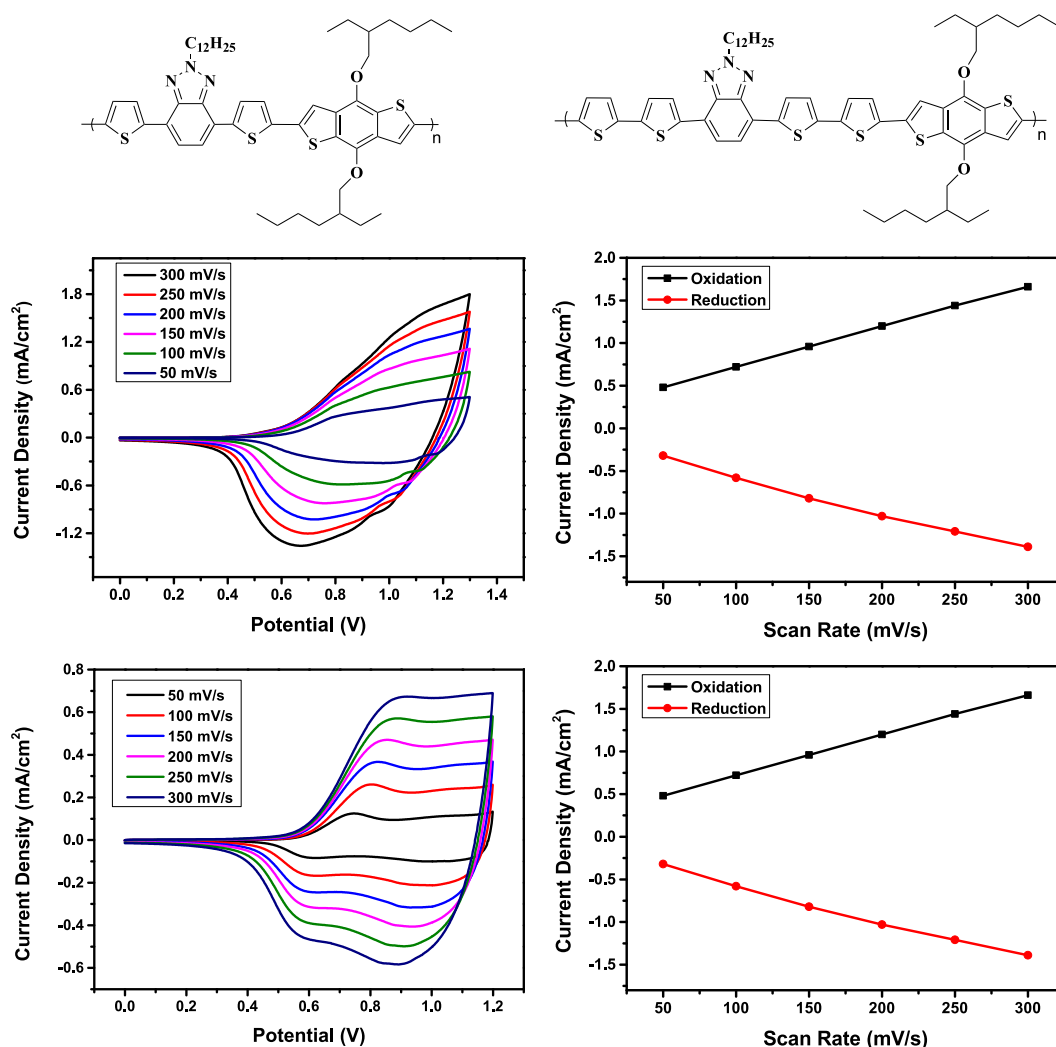 C12H25
N
N N
O
S
S S
S
O
n
C12H25
N
N N
O
S
S S S S
S
O
n
300 mV/s
250 mV/s
200 mV/s
150 mV/s
100 mV/s
50 mV/s
Current Density (mA/cm2)
1.8
1.2
0.6
0.0
-0.6
-1.2
0.0 0.2 0.4 0.6 0.8 1.0 1.2 1.4
Potential (V)
Oxidation
Reduction
Current Density (mA/cm2)
2.0
1.5
1.0
0.5
0.0
-0.5
-1.0
-1.5
50 100 150 200 250 300
Scan Rate (mV/s)
50 mV/s
100 mV/s
150 mV/s
200 mV/s
250 mV/s
300 mV/s
Current Density (mA/cm2)
0.8
0.6
0.4
0.2
0.0
-0.2
-0.4
-0.6
0.0 0.2 0.4 0.6 0.8 1.0 1.2
Potential (V)
Oxidation
Reduction
Current Density (mA/cm2)
2.0
1.5
1.0
0.5
0.0
-0.5
-1.0
-1.5
50 100 150 200 250 300
Scan Rate (mV/s)